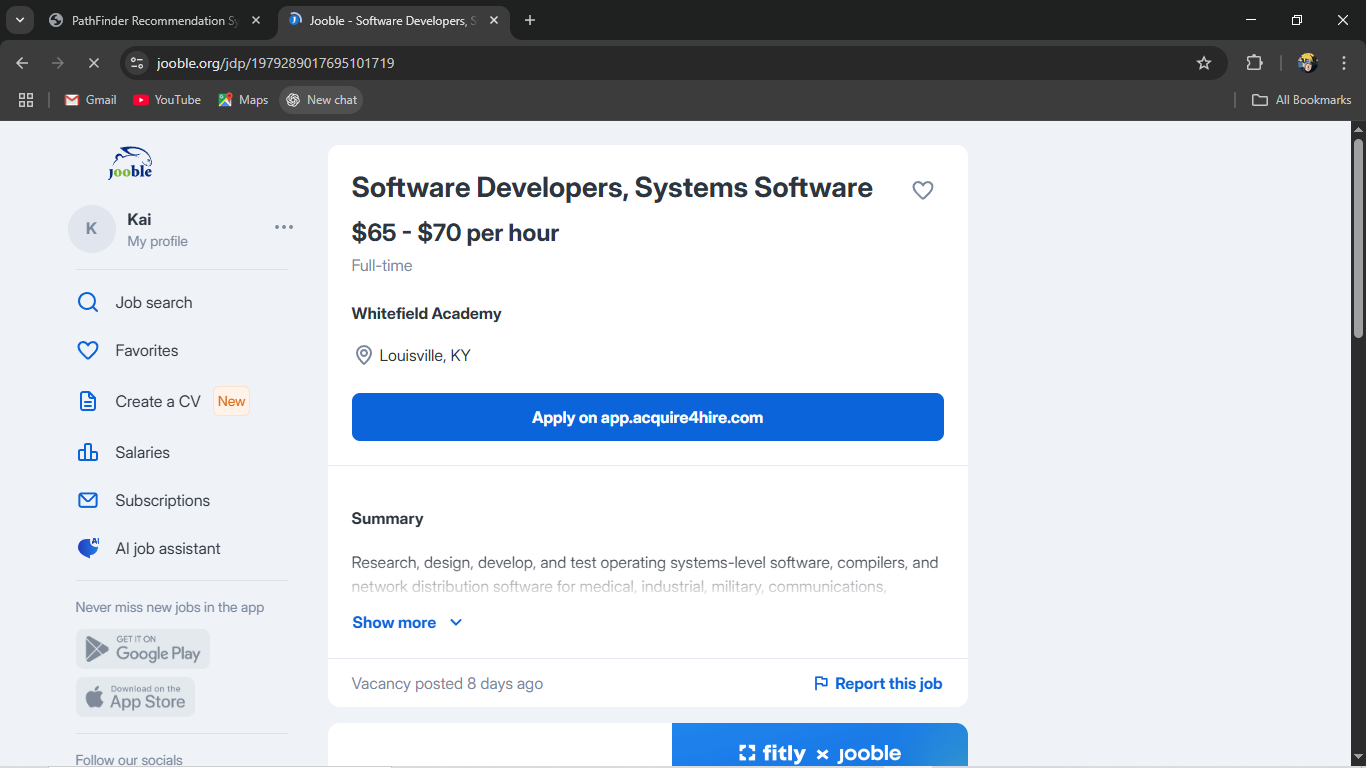 PathFinder Recommendation Sy
Jooble - Software Developers, S
jooble.org/jdp/1979289017695101719
Gmail
YouTube
Maps
New chat
All Bookmarks
jooble
K
Kai
My profile
Job search
Favorites
Create a CV New
Salaries
Subscriptions
AI
AI job assistant
Never miss new jobs in the app
GET IT ON
Google Play
Download on the
App Store
Follow our socials
Software Developers, Systems Software
$65 - $70 per hour
Full-time
Whitefield Academy
Louisville, KY
Apply on app.acquire4hire.com
Summary
Research, design, develop, and test operating systems-level software, compilers, and
network distribution software for medical, industrial, military, communications,
Show more
Vacancy posted 8 days ago
Report this job
fitly x jooble